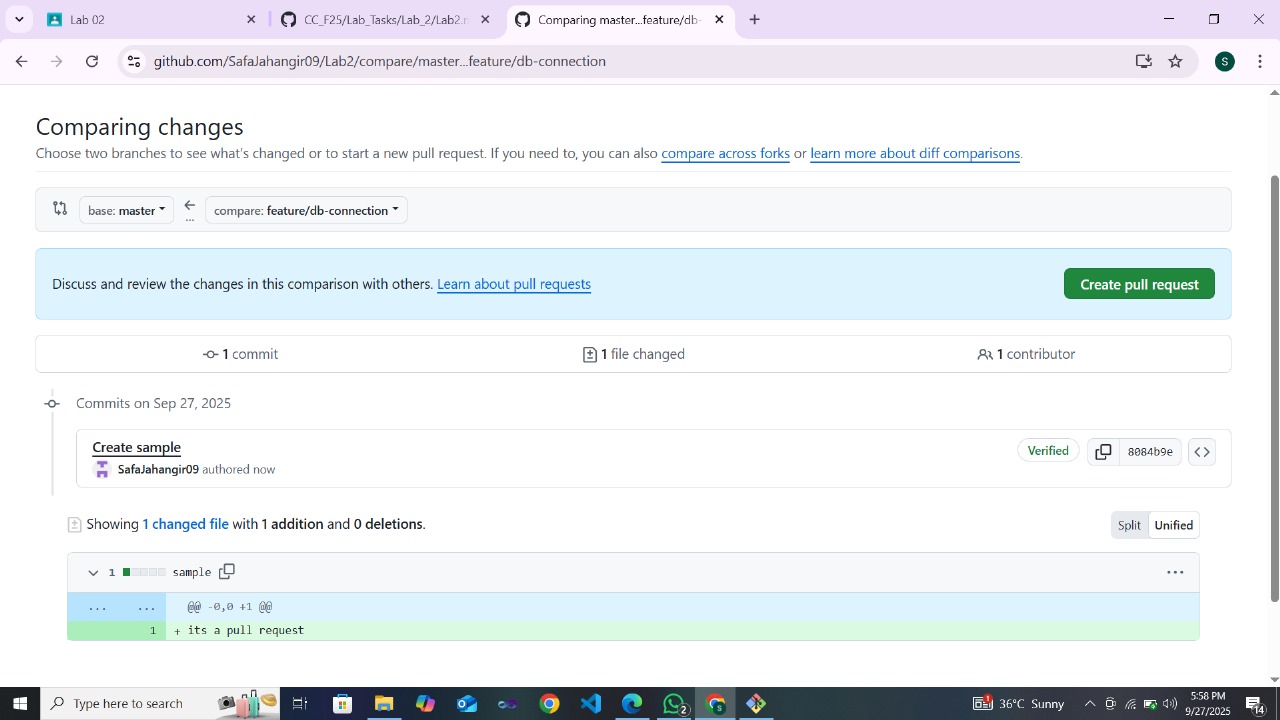 Lab 02
CC_F25/Lab_Tasks/Lab_2/Lab2.r
Comparing master...feature/db-
github.com/SafaJahangir09/Lab2/compare/master...feature/db-connection
S
Comparing changes
Choose two branches to see what's changed or to start a new pull request. If you need to, you can also compare across forks or learn more about diff comparisons.
base: master
...
compare: feature/db-connection
Discuss and review the changes in this comparison with others. Learn about pull requests
Create pull request
1 commit
1 file changed
1 contributor
Commits on Sep 27, 2025
Create sample
SafaJahangir09 authored now
Verified
8084b9e
Showing 1 changed file with 1 addition and 0 deletions.
Split
Unified
1
sample
... ... @@ -0,0 +1 @@
1 + its a pull request
Type here to search
2
S
1
36°C Sunny
5:58 PM
9/27/2025
14